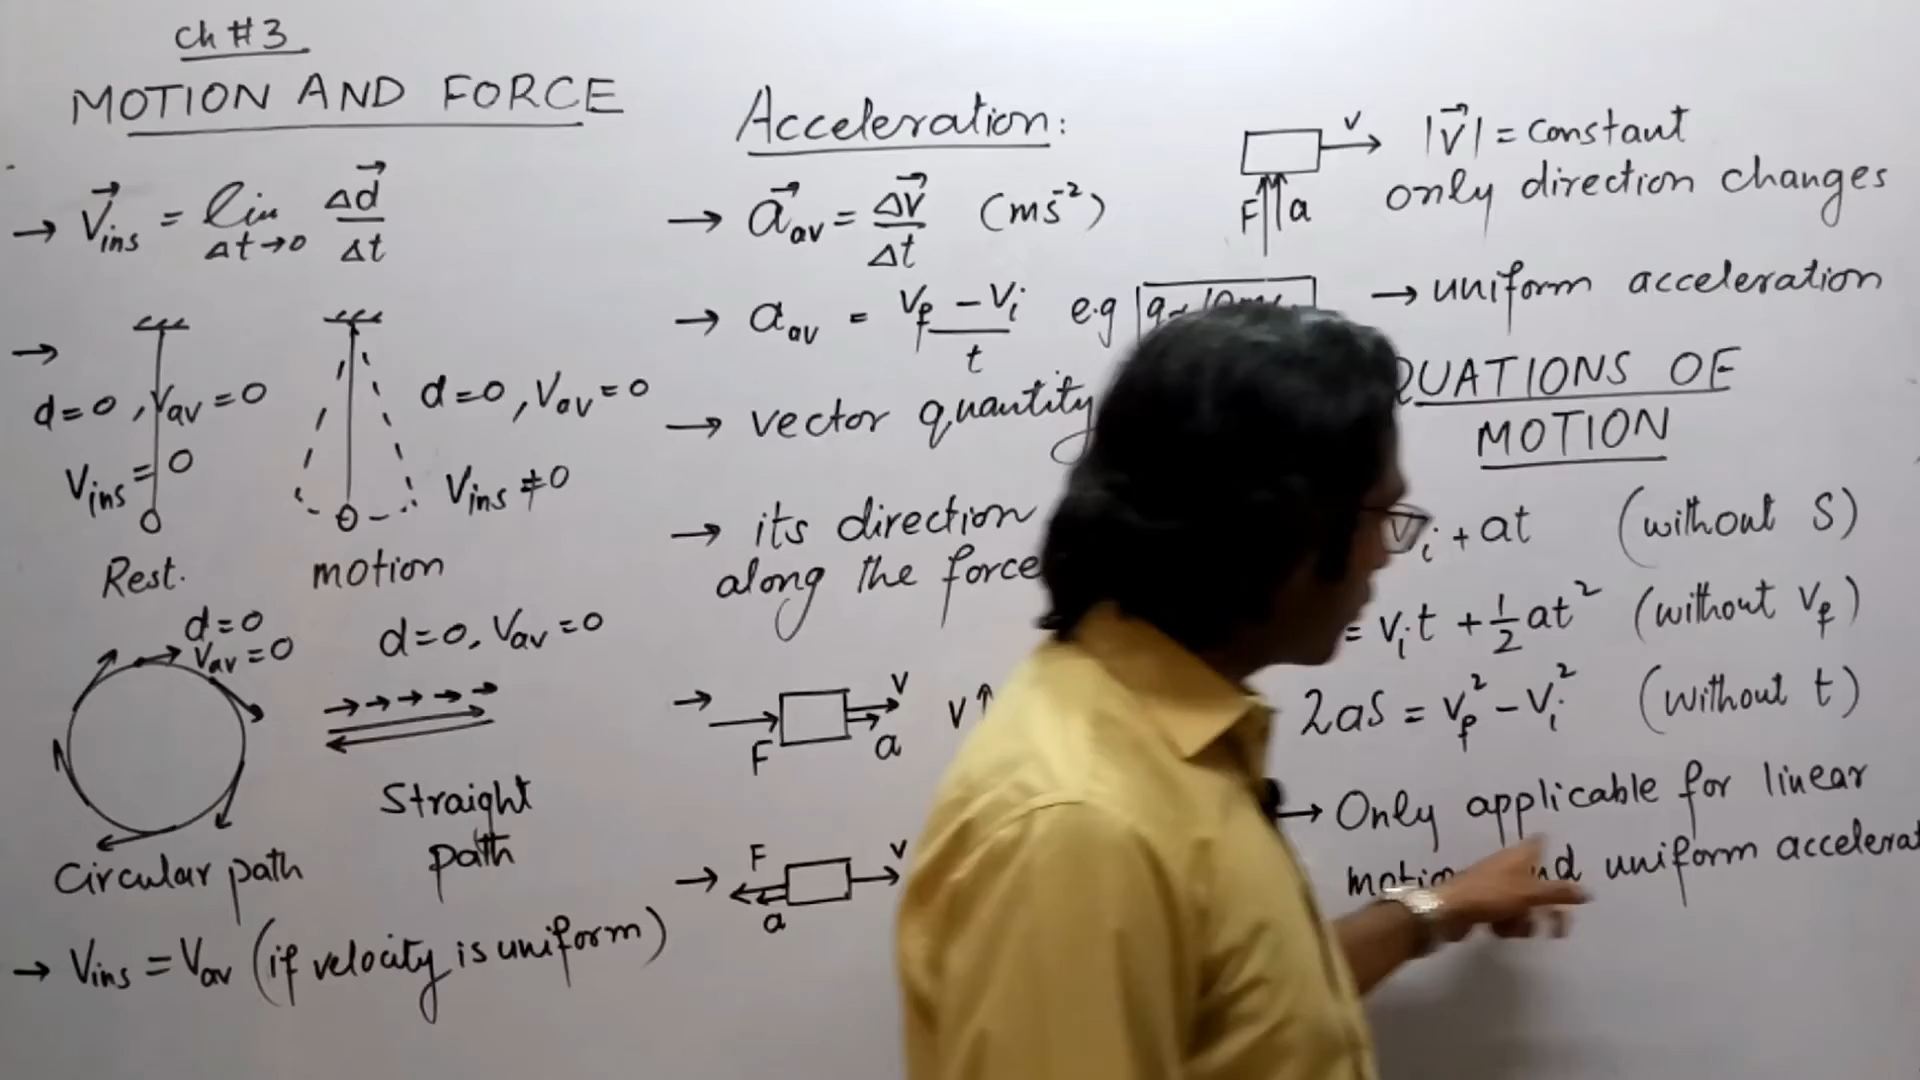 Ch # 3
MOTION AND FORCE
→ V⃗ins = lim Δt→0 Δd⃗/Δt
→
d=0, Vav=0
Vins=0
Rest.
d=0, Vav=0
Vins≠0
motion
d=0
Vav=0
Circular path
d=0, Vav=0
Straight
path
→ Vins = Vav (if velocity is uniform)
Acceleration:
→ a⃗av = Δv⃗/Δt (ms⁻²)
→ aav = Vf − Vi / t e.g
→ vector quantity
→ its direction
along the force
→ F V a V↑
→ F a V
V
F a
|V⃗| = constant
only direction changes
→ uniform acceleration
QUATIONS OF
MOTION
Vi + at (without S)
= Vit + 1/2 at² (without Vf)
2aS = Vf² − Vi² (without t)
→ Only applicable for linear
uniform accelerat